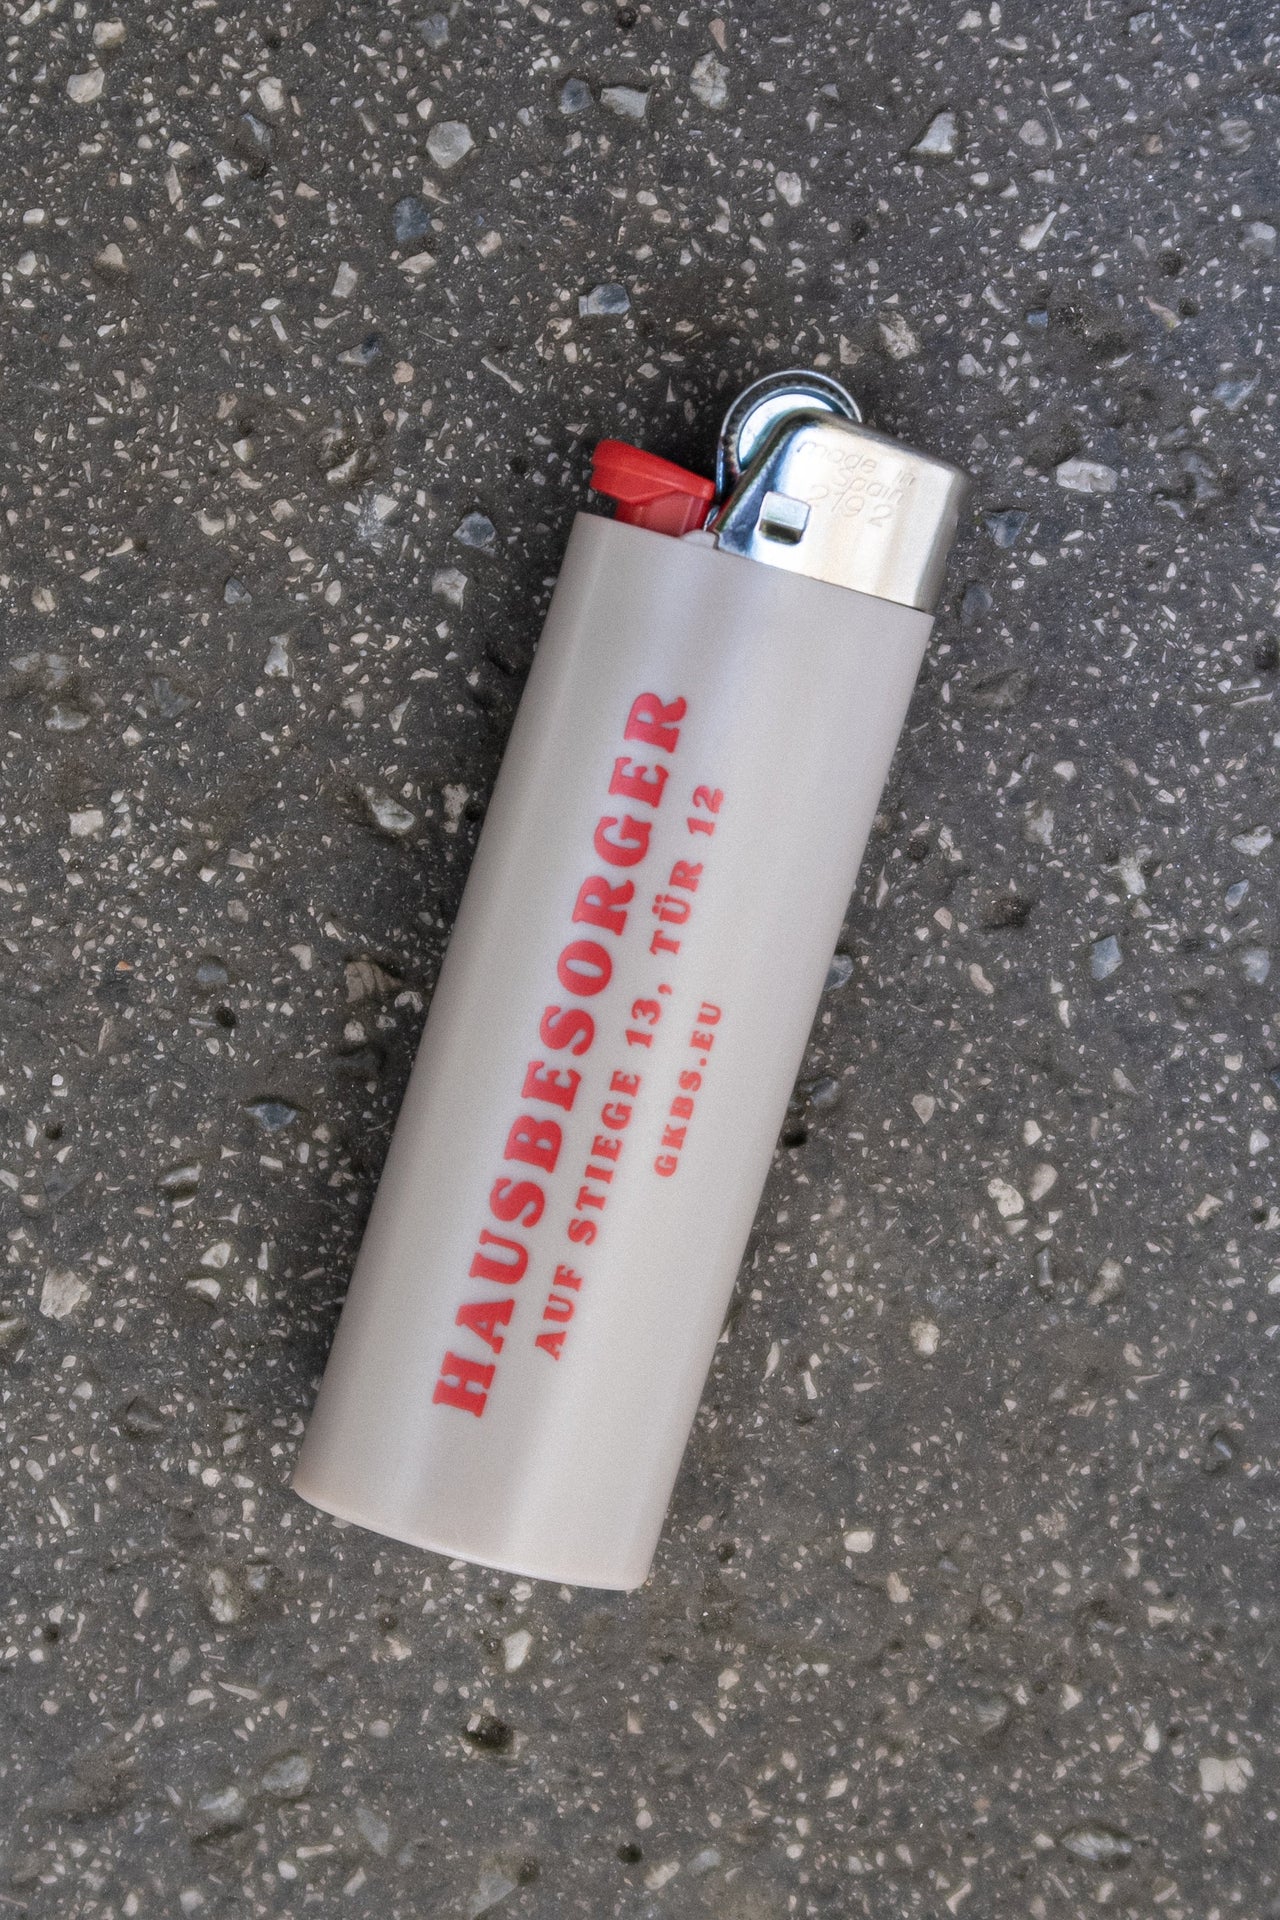 made in
Spain
2192
HAUSBESORGER
AUF STIEGE 13, TÜR 12
GKBS.EU